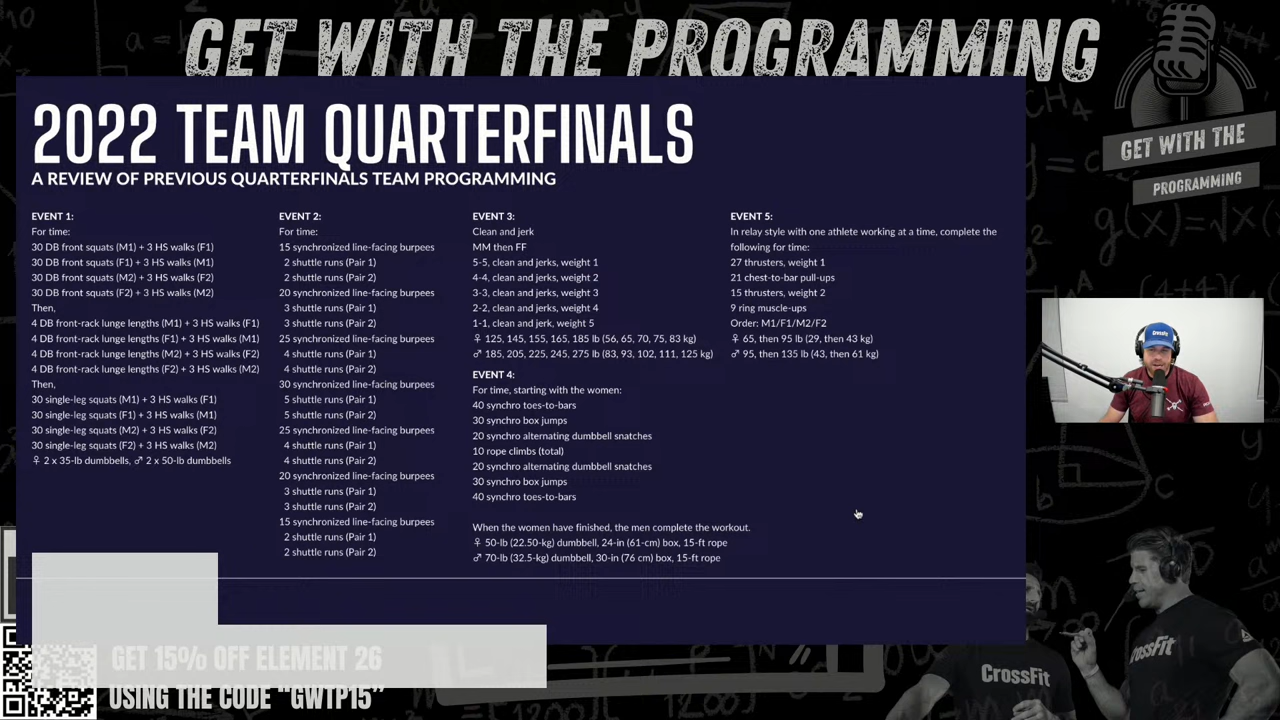 GET WITH THE PROGRAMMING
2022 TEAM QUARTERFINALS
A REVIEW OF PREVIOUS QUARTERFINALS TEAM PROGRAMMING
EVENT 1:
For time:
30 DB front squats (M1) + 3 HS walks (F1)
30 DB front squats (F1) + 3 HS walks (M1)
30 DB front squats (M2) + 3 HS walks (F2)
30 DB front squats (F2) + 3 HS walks (M2)
Then,
4 DB front-rack lunge lengths (M1) + 3 HS walks (F1)
4 DB front-rack lunge lengths (F1) + 3 HS walks (M1)
4 DB front-rack lunge lengths (M2) + 3 HS walks (F2)
4 DB front-rack lunge lengths (F2) + 3 HS walks (M2)
Then,
30 single-leg squats (M1) + 3 HS walks (F1)
30 single-leg squats (F1) + 3 HS walks (M1)
30 single-leg squats (M2) + 3 HS walks (F2)
30 single-leg squats (F2) + 3 HS walks (M2)
♀ 2 x 35-lb dumbbells, ♂ 2 x 50-lb dumbbells
EVENT 2:
For time:
15 synchronized line-facing burpees
2 shuttle runs (Pair 1)
2 shuttle runs (Pair 2)
20 synchronized line-facing burpees
3 shuttle runs (Pair 1)
3 shuttle runs (Pair 2)
25 synchronized line-facing burpees
4 shuttle runs (Pair 1)
4 shuttle runs (Pair 2)
30 synchronized line-facing burpees
5 shuttle runs (Pair 1)
5 shuttle runs (Pair 2)
25 synchronized line-facing burpees
4 shuttle runs (Pair 1)
4 shuttle runs (Pair 2)
20 synchronized line-facing burpees
3 shuttle runs (Pair 1)
3 shuttle runs (Pair 2)
15 synchronized line-facing burpees
2 shuttle runs (Pair 1)
2 shuttle runs (Pair 2)
EVENT 3:
Clean and jerk
MM then FF
5-5, clean and jerks, weight 1
4-4, clean and jerks, weight 2
3-3, clean and jerks, weight 3
2-2, clean and jerks, weight 4
1-1, clean and jerk, weight 5
♀ 125, 145, 155, 165, 185 lb (56, 65, 70, 75, 83 kg)
♂ 185, 205, 225, 245, 275 lb (83, 93, 102, 111, 125 kg)
EVENT 4:
For time, starting with the women:
40 synchro toes-to-bars
30 synchro box jumps
20 synchro alternating dumbbell snatches
10 rope climbs (total)
20 synchro alternating dumbbell snatches
30 synchro box jumps
40 synchro toes-to-bars
When the women have finished, the men complete the workout.
♀ 50-lb (22.50-kg) dumbbell, 24-in (61-cm) box, 15-ft rope
♂ 70-lb (32.5-kg) dumbbell, 30-in (76 cm) box, 15-ft rope
EVENT 5:
In relay style with one athlete working at a time, complete the
following for time:
27 thrusters, weight 1
21 chest-to-bar pull-ups
15 thrusters, weight 2
9 ring muscle-ups
Order: M1/F1/M2/F2
♀ 65, then 95 lb (29, then 43 kg)
♂ 95, then 135 lb (43, then 61 kg)
GET WITH THE
PROGRAMMING
CrossFit
CrossFit
CrossFit
GET 15% OFF ELEMENT 26
USING THE CODE "GWTP15"